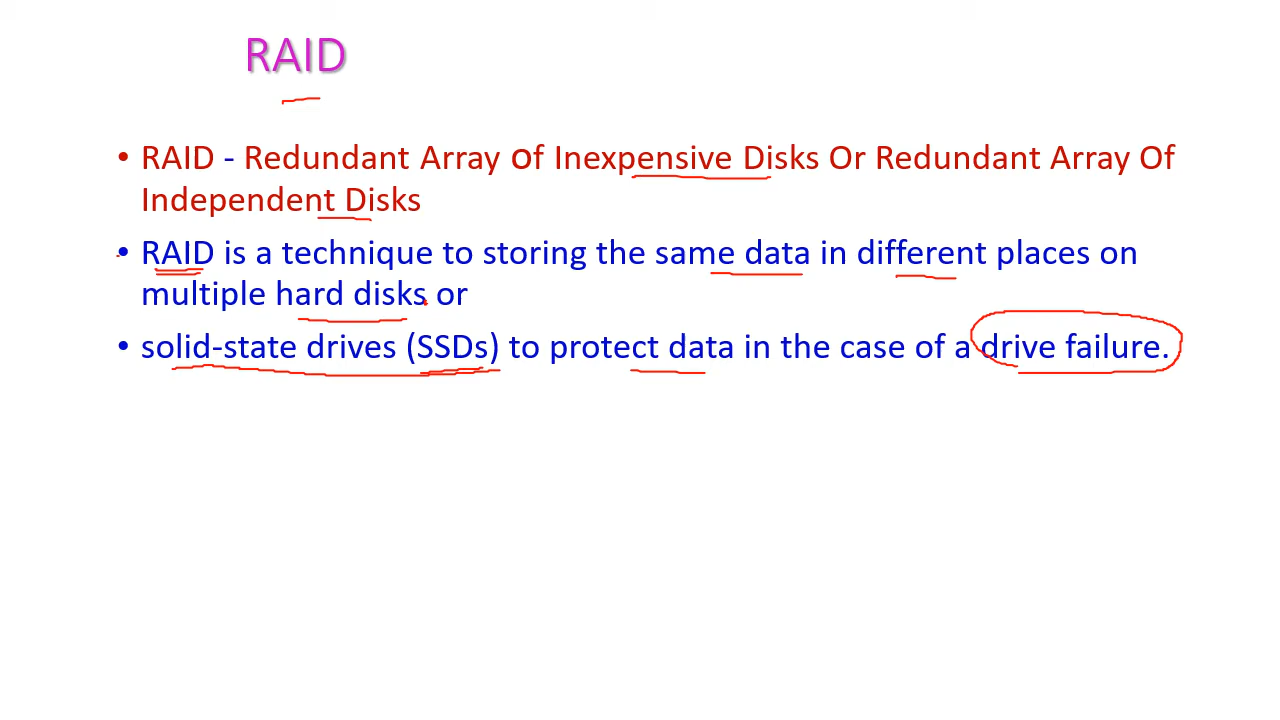 RAID
• RAID - Redundant Array Of Inexpensive Disks Or Redundant Array Of
Independent Disks
• RAID is a technique to storing the same data in different places on
multiple hard disks or
• solid-state drives (SSDs) to protect data in the case of a drive failure.